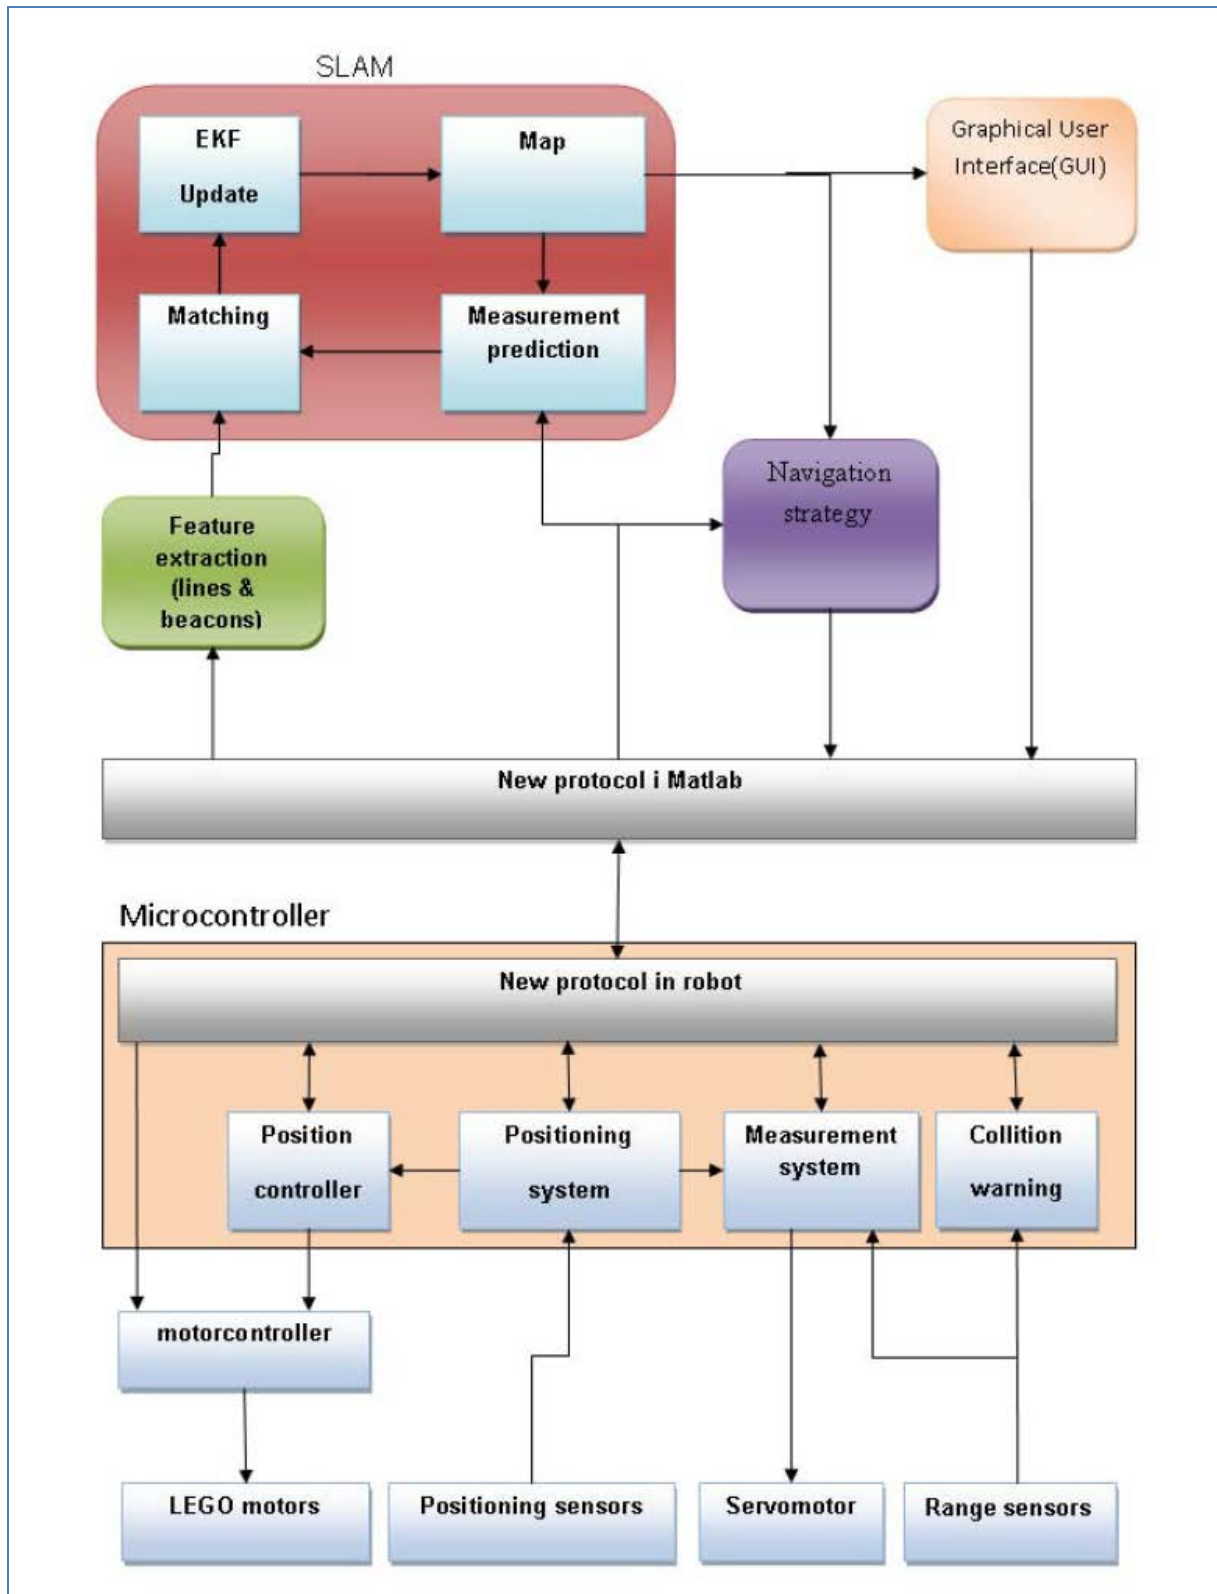 SLAM
EKF
Update
Map
Graphical User
Interface(GUI)
Matching
Measurement
prediction
Navigation
strategy
Feature
extraction
(lines &
beacons)
New protocol i Matlab
Microcontroller
New protocol in robot
Position
controller
Positioning
system
Measurement
system
Collition
warning
motorcontroller
LEGO motors
Positioning sensors
Servomotor
Range sensors